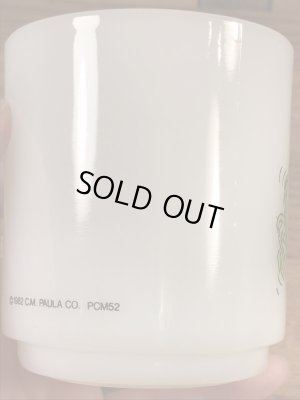 SOLD OUT
©1982 C.M. PAULA CO. PCM52